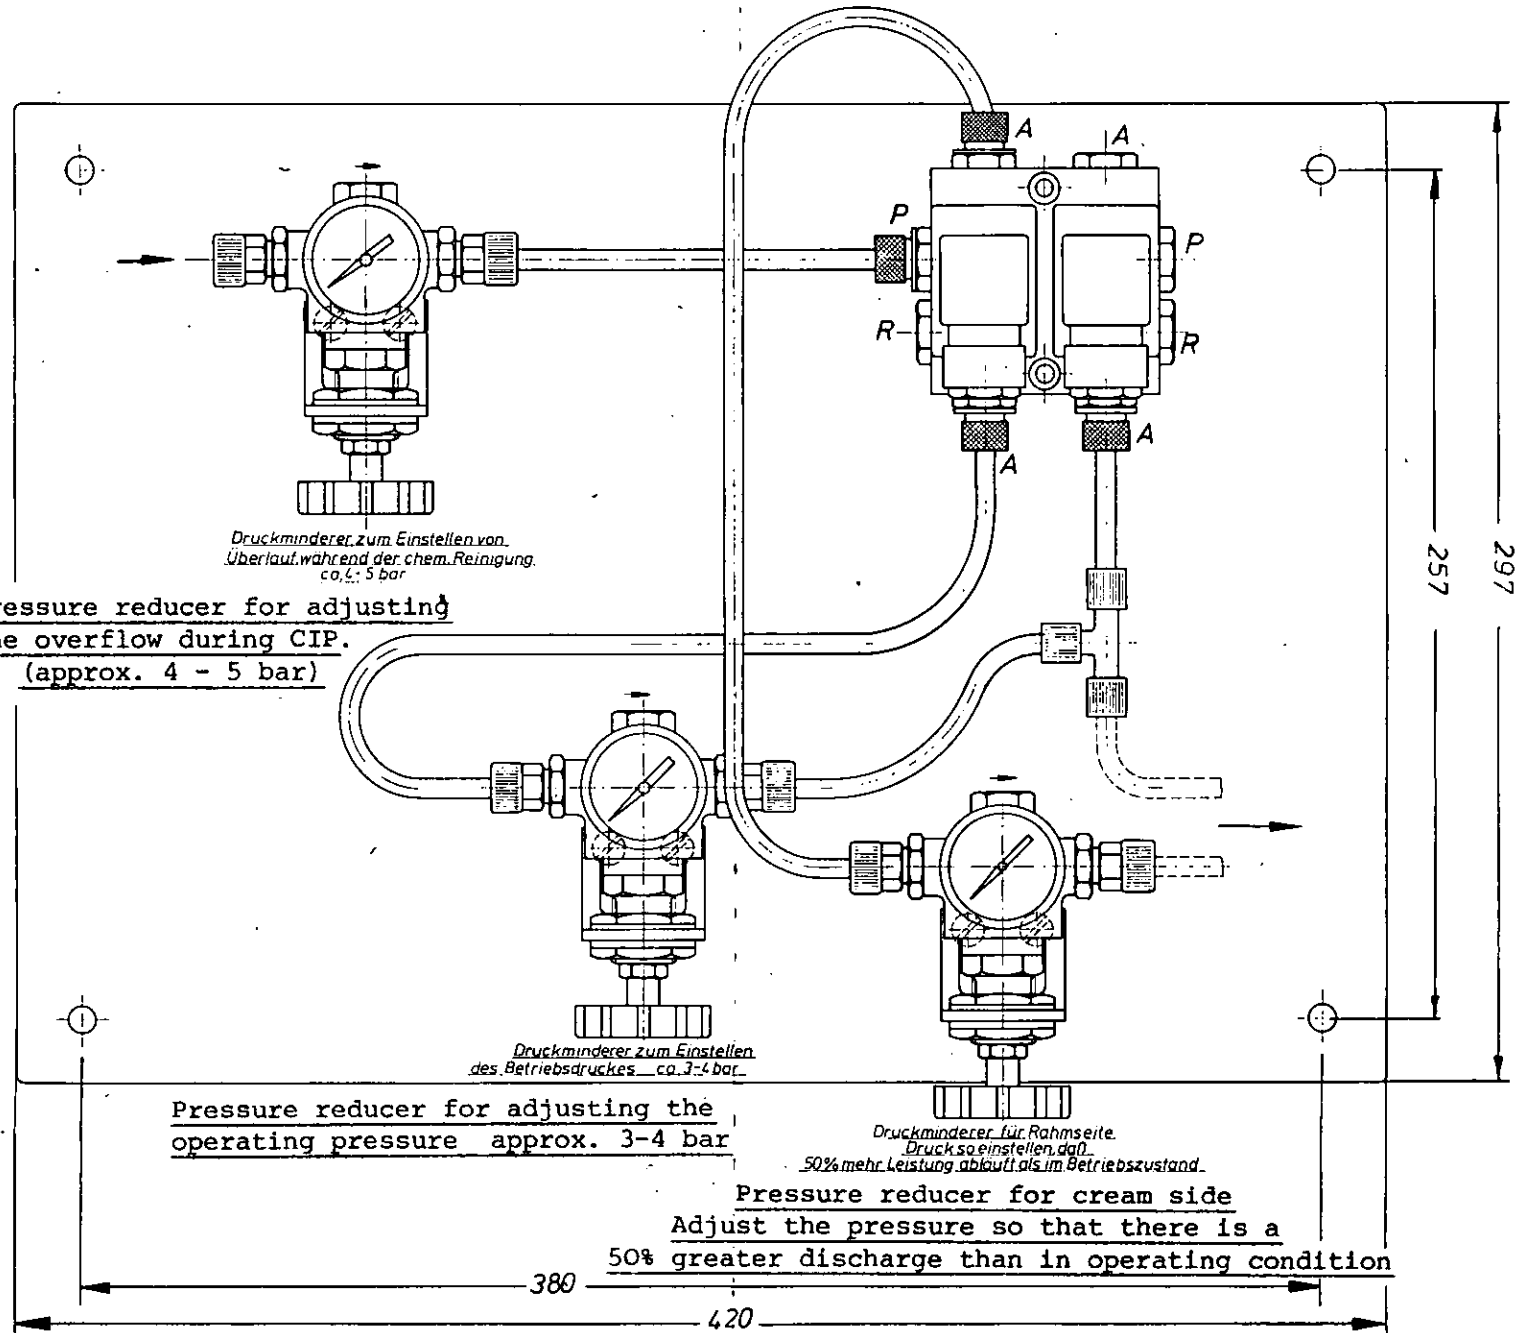 A
A
P
P
R
R
A
A
Druckminderer zum Einstellen von
Überlauf während der chem. Reinigung
ca. 4-5 bar
ressure reducer for adjusting
e overflow during CIP.
(approx. 4 - 5 bar)
257
297
Druckminderer zum Einstellen
des Betriebsdruckes ca. 3-4 bar
Pressure reducer for adjusting the
operating pressure approx. 3-4 bar
Druckminderer für Rahmseite
Druck so einstellen, daß
50% mehr Leistung abläuft als im Betriebszustand
Pressure reducer for cream side
Adjust the pressure so that there is a
50% greater discharge than in operating condition
380
420